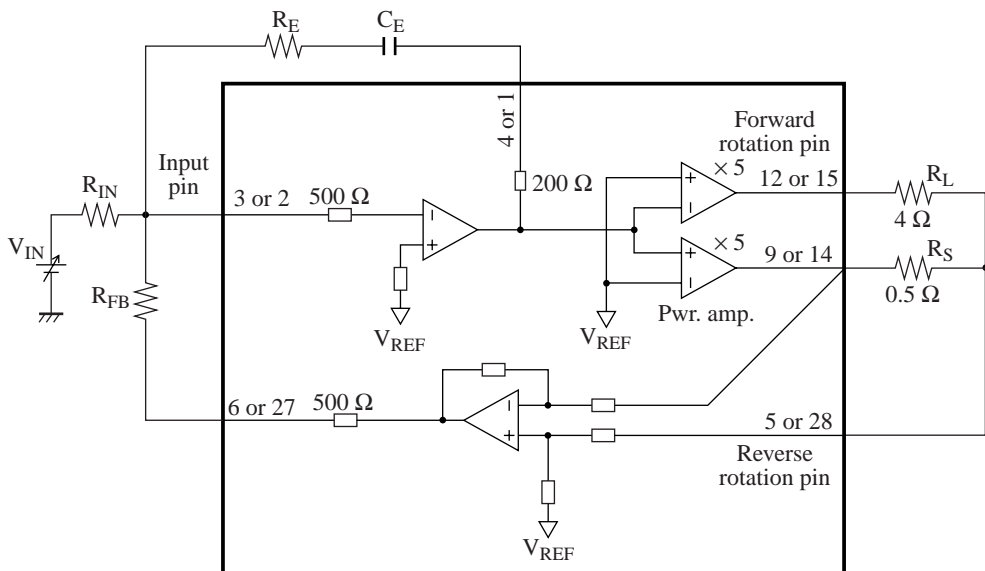 R_E
C_E
4 or 1
Forward
rotation pin
Input
pin
× 5
R_IN
3 or 2
500 Ω
200 Ω
12 or 15
R_L
4 Ω
V_IN
× 5
9 or 14
R_S
0.5 Ω
R_FB
V_REF
V_REF
Pwr. amp.
6 or 27
500 Ω
5 or 28
Reverse
rotation pin
V_REF